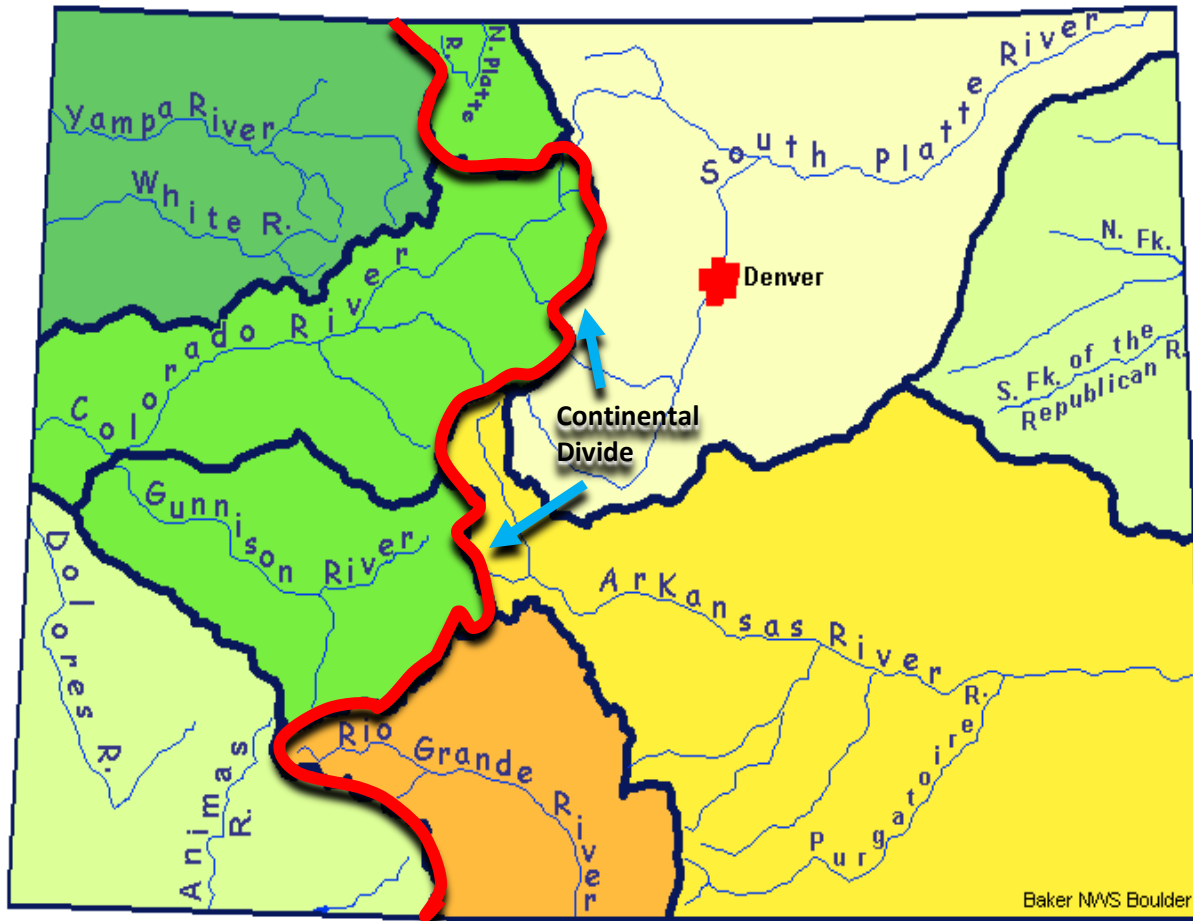 N. Platte
R.
South Platte River
Yampa River
White R.
N. Fk.
Denver
S. Fk. of the
Republican R.
Colorado River
Continental
Divide
Gunnison River
Dolores R.
ArKansas River
Rio Grande River
Animas
R.
Purgatoire R.
Baker NWS Boulder